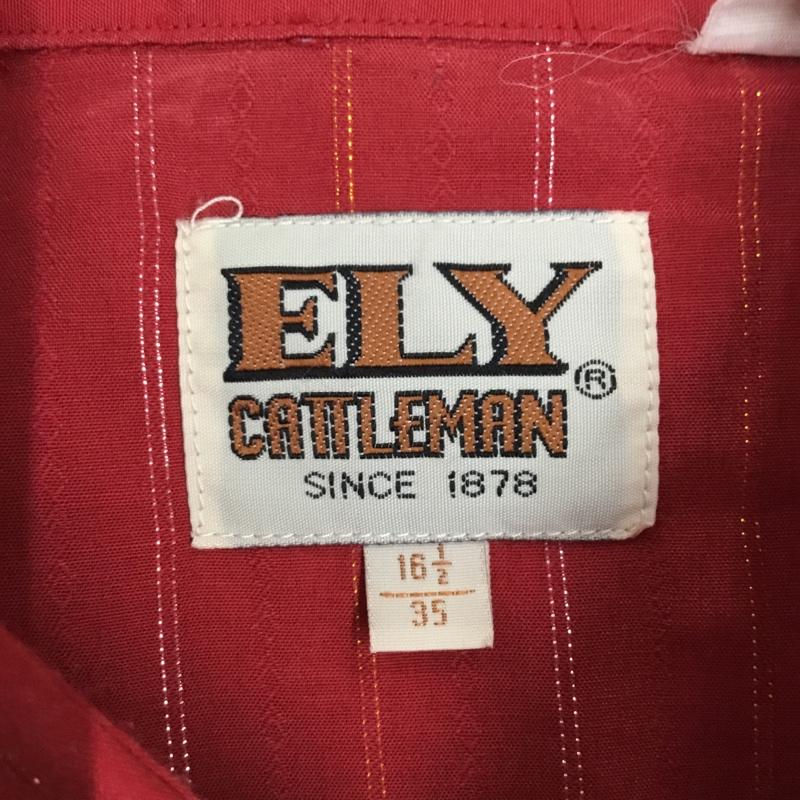 ELY
CATTLEMAN ®
SINCE 1878
16 1/2
35